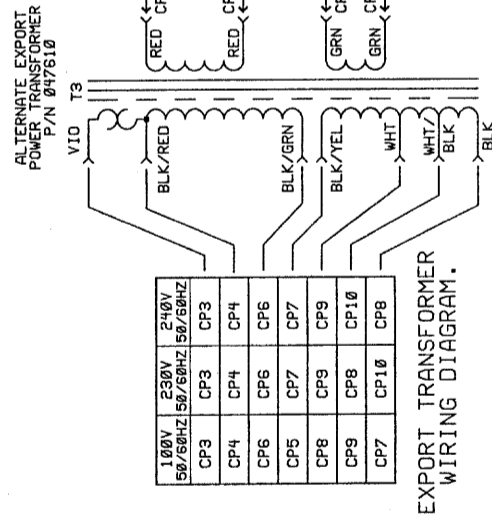 ALTERNATE EXPORT
POWER TRANSFORMER
P/N 047610
T3
VIO
BLK/RED
BLK/GRN
BLK/YEL
WHT
WHT/
BLK
BLK
RED
RED
GRN
GRN
100V 230V 240V
50/60HZ 50/60HZ 50/60HZ
CP3 CP3 CP3
CP4 CP4 CP4
CP6 CP6 CP6
CP5 CP7 CP7
CP8 CP9 CP9
CP9 CP8 CP10
CP7 CP10 CP8
EXPORT TRANSFORMER
WIRING DIAGRAM.